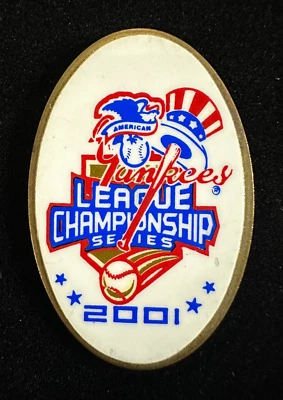 AMERICAN
Yankees
®
LEAGUE
CHAMPIONSHIP
SERIES
2001